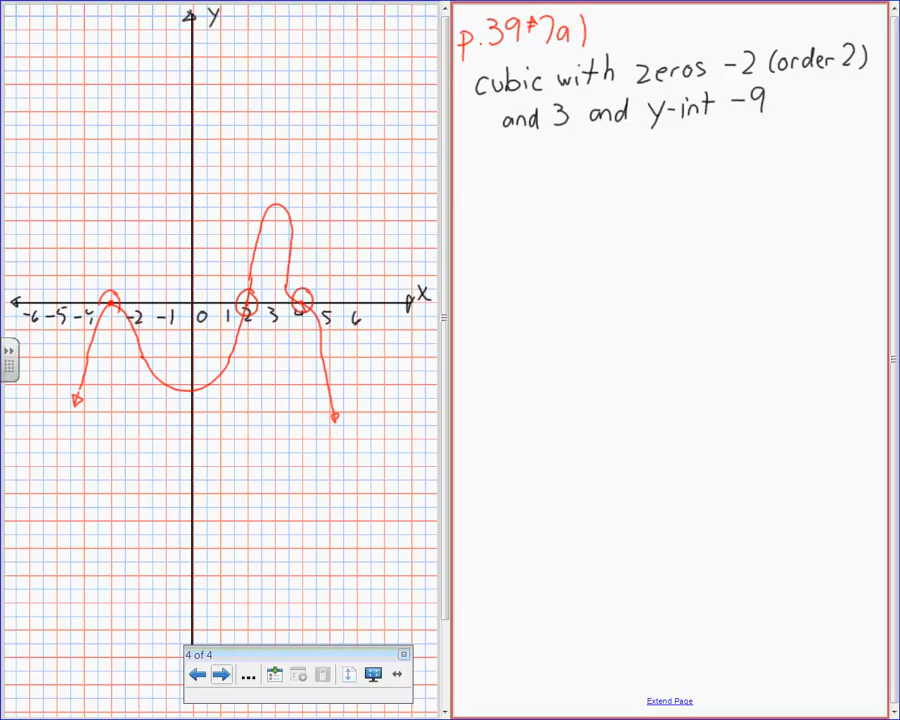 Y
X
-6 -5 -4 -2 -1 0 1 2 3 4 5 6
4 of 4
...
Extend Page
p.39#7a)
cubic with zeros -2 (order 2)
and 3 and y-int -9